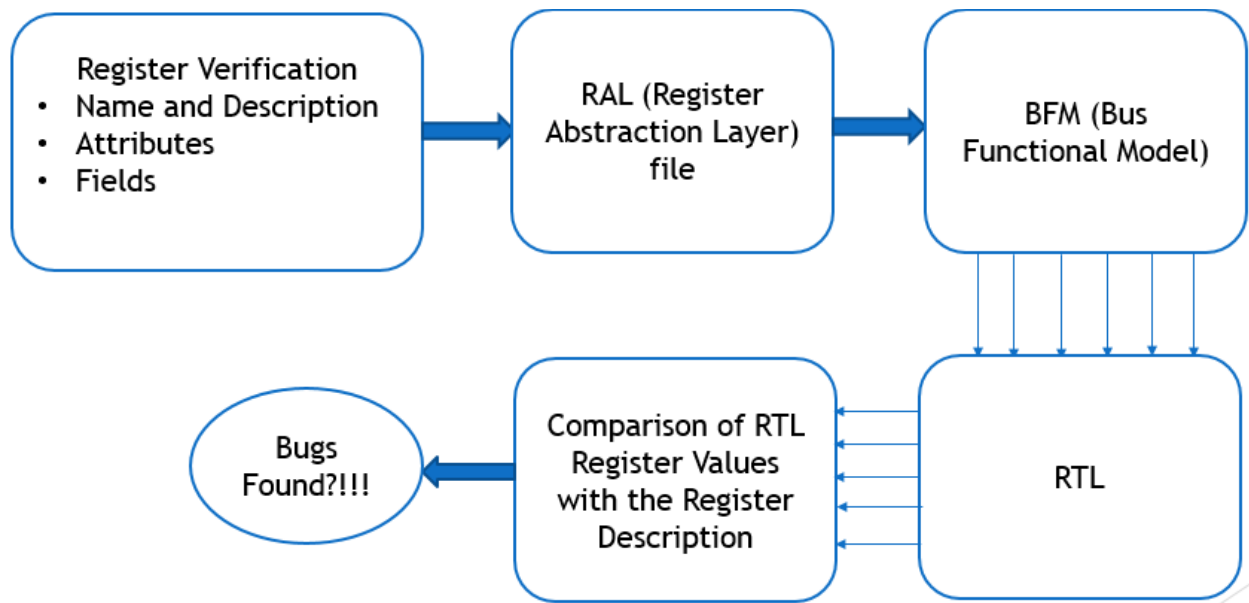 Register Verification
• Name and Description
• Attributes
• Fields
RAL (Register
Abstraction Layer)
file
BFM (Bus
Functional Model)
Bugs
Found?!!!
Comparison of RTL
Register Values
with the Register
Description
RTL